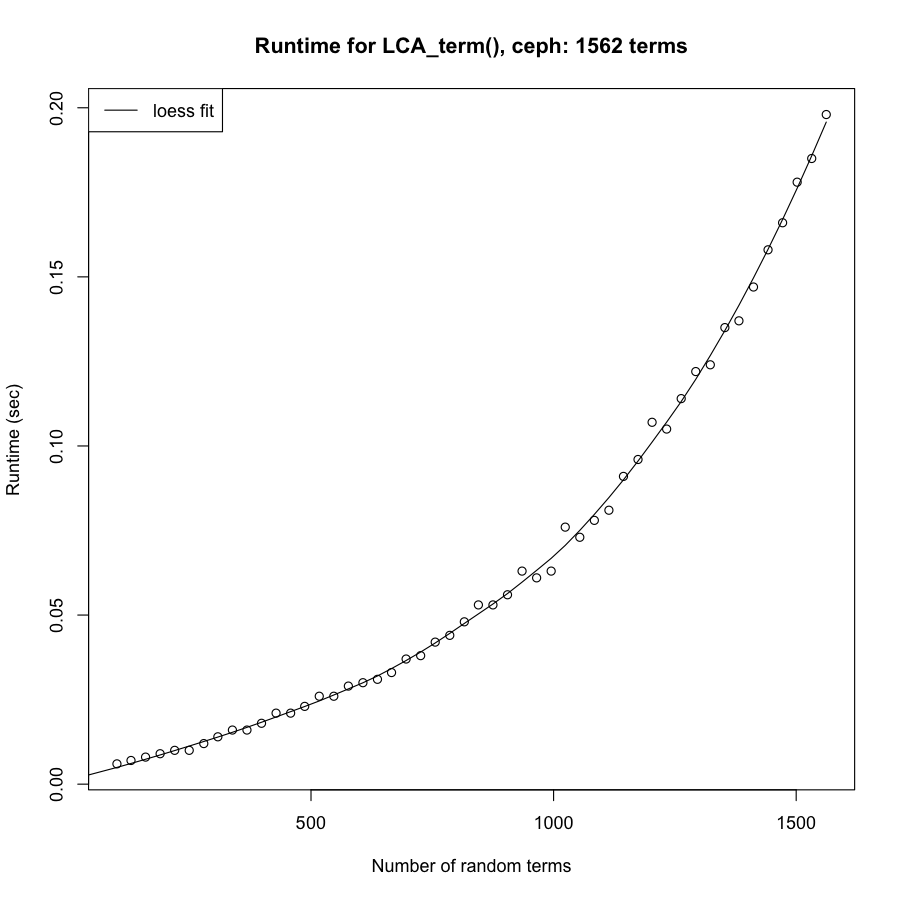 Runtime for LCA_term(), ceph: 1562 terms
loess fit
Runtime (sec)
0.20
0.15
0.10
0.05
0.00
500 1000 1500
Number of random terms